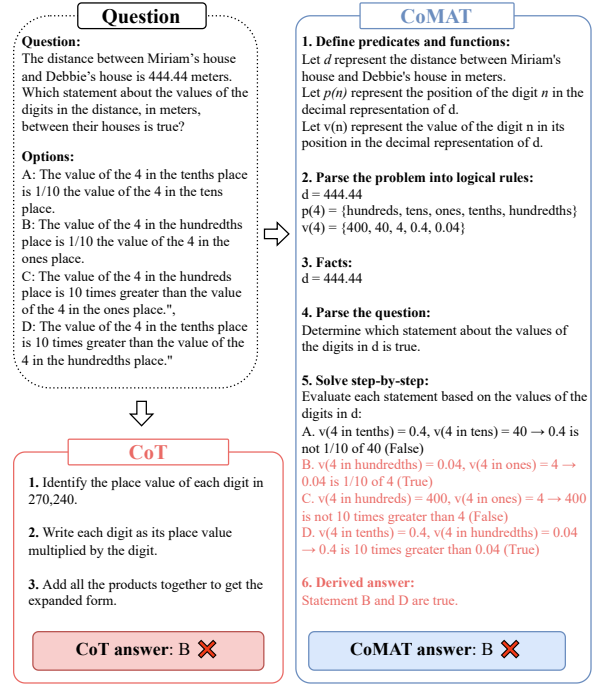 Question
Question:
The distance between Miriam's house
and Debbie's house is 444.44 meters.
Which statement about the values of the
digits in the distance, in meters,
between their houses is true?
Options:
A: The value of the 4 in the tenths place
is 1/10 the value of the 4 in the tens
place.
B: The value of the 4 in the hundredths
place is 1/10 the value of the 4 in the
ones place.
C: The value of the 4 in the hundreds
place is 10 times greater than the value
of the 4 in the ones place.",
D: The value of the 4 in the tenths place
is 10 times greater than the value of the
4 in the hundredths place."
CoT
1. Identify the place value of each digit in
270,240.
2. Write each digit as its place value
multiplied by the digit.
3. Add all the products together to get the
expanded form.
CoT answer: B
CoMAT
1. Define predicates and functions:
Let d represent the distance between Miriam's
house and Debbie's house in meters.
Let p(n) represent the position of the digit n in the
decimal representation of d.
Let v(n) represent the value of the digit n in its
position in the decimal representation of d.
2. Parse the problem into logical rules:
d = 444.44
p(4) = {hundreds, tens, ones, tenths, hundredths}
v(4) = {400, 40, 4, 0.4, 0.04}
3. Facts:
d = 444.44
4. Parse the question:
Determine which statement about the values of
the digits in d is true.
5. Solve step-by-step:
Evaluate each statement based on the values of the
digits in d:
A. v(4 in tenths) = 0.4, v(4 in tens) = 40 → 0.4 is
not 1/10 of 40 (False)
B. v(4 in hundredths) = 0.04, v(4 in ones) = 4 →
0.04 is 1/10 of 4 (True)
C. v(4 in hundreds) = 400, v(4 in ones) = 4 → 400
is not 10 times greater than 4 (False)
D. v(4 in tenths) = 0.4, v(4 in hundredths) = 0.04
→ 0.4 is 10 times greater than 0.04 (True)
6. Derived answer:
Statement B and D are true.
CoMAT answer: B